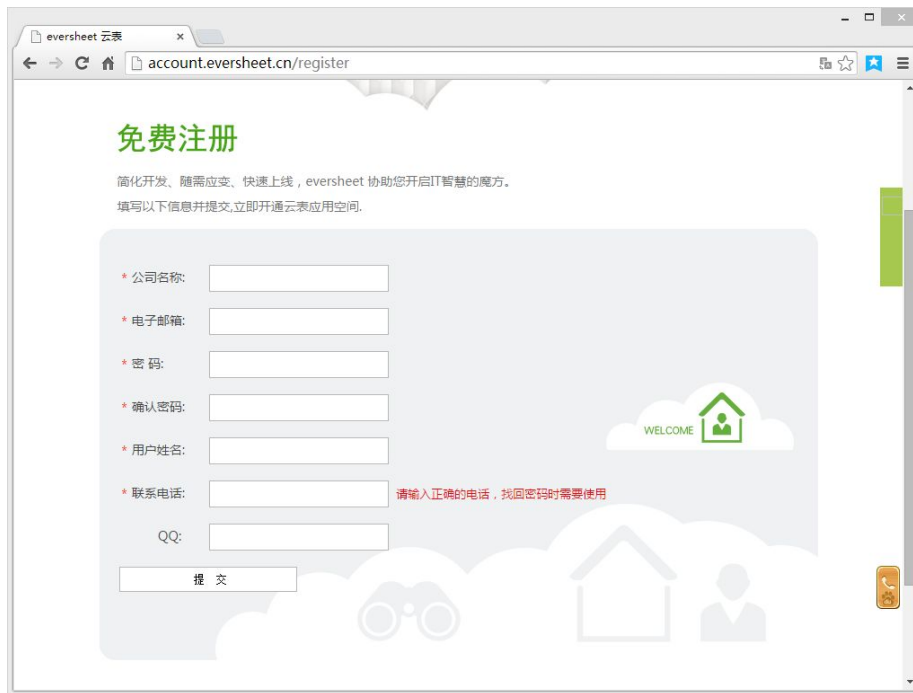 eversheet 云表
account.eversheet.cn/register
免费注册
简化开发、随需应变、快速上线，eversheet 协助您开启IT智慧的魔方。
填写以下信息并提交,立即开通云表应用空间.
* 公司名称:
* 电子邮箱:
* 密 码:
* 确认密码:
WELCOME
* 用户姓名:
* 联系电话: 请输入正确的电话，找回密码时需要使用
QQ:
提 交